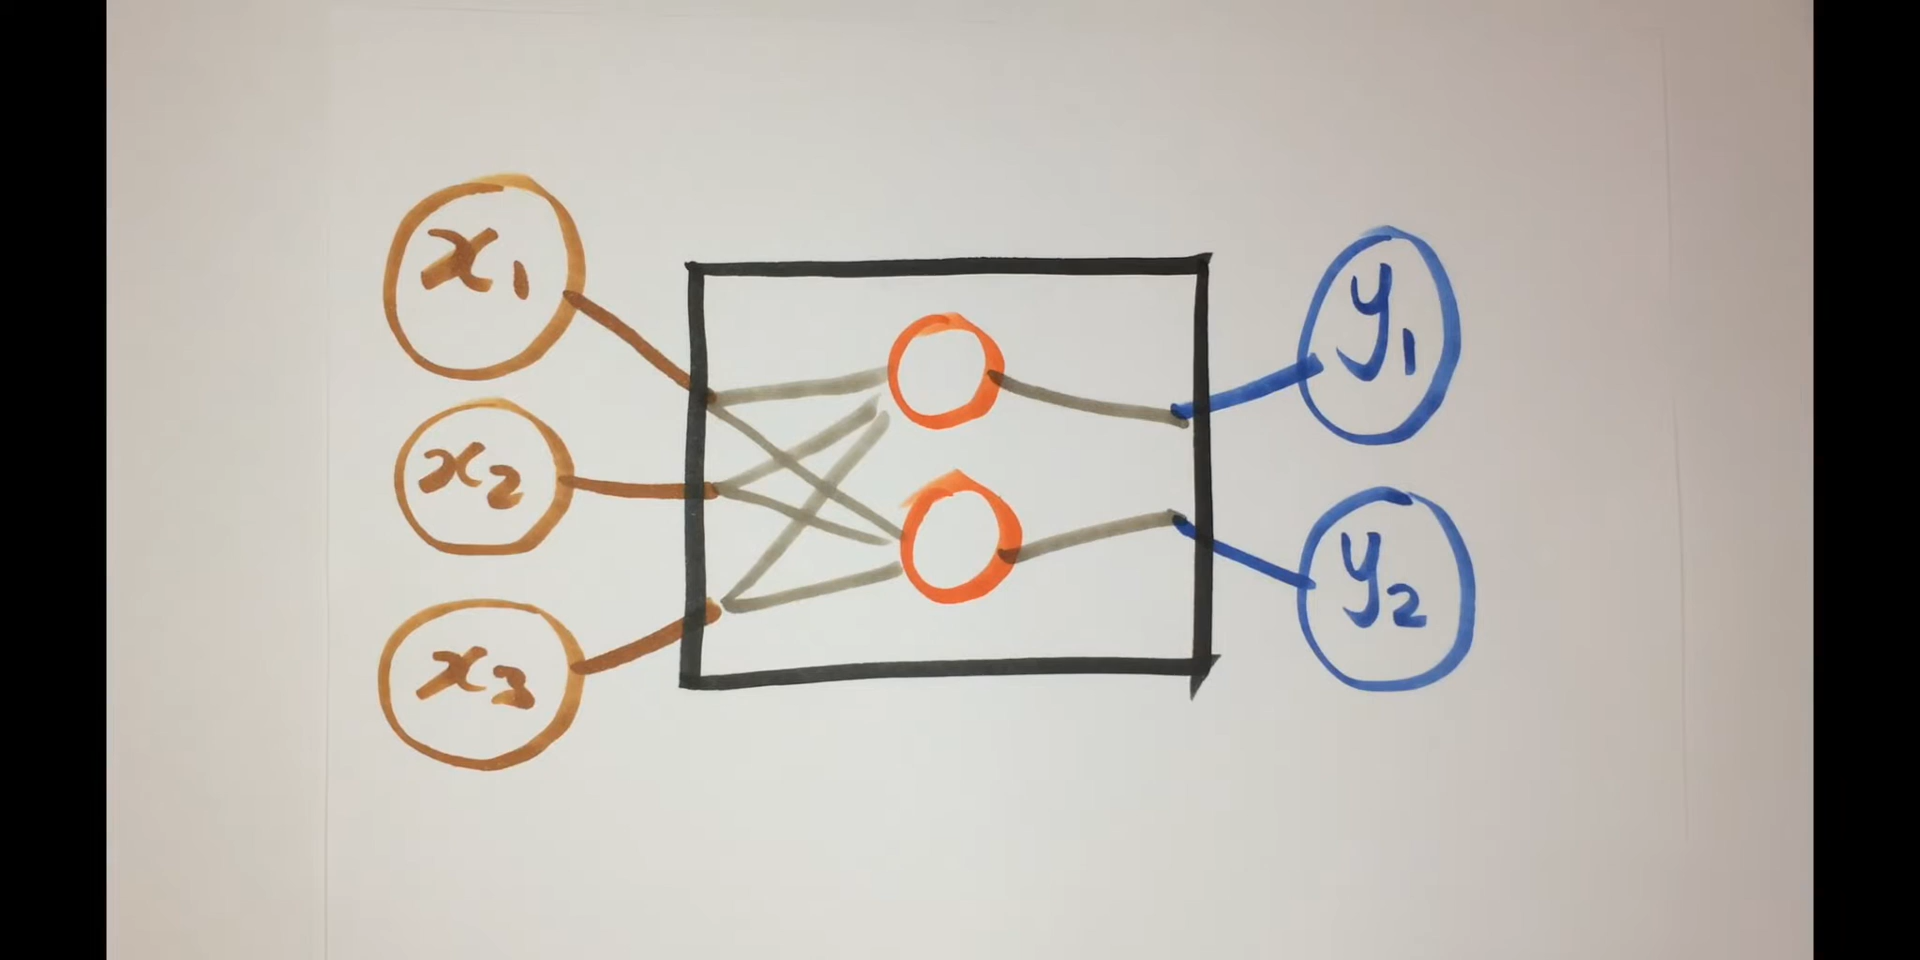 x₁
x₂
x₃
y₁
y₂